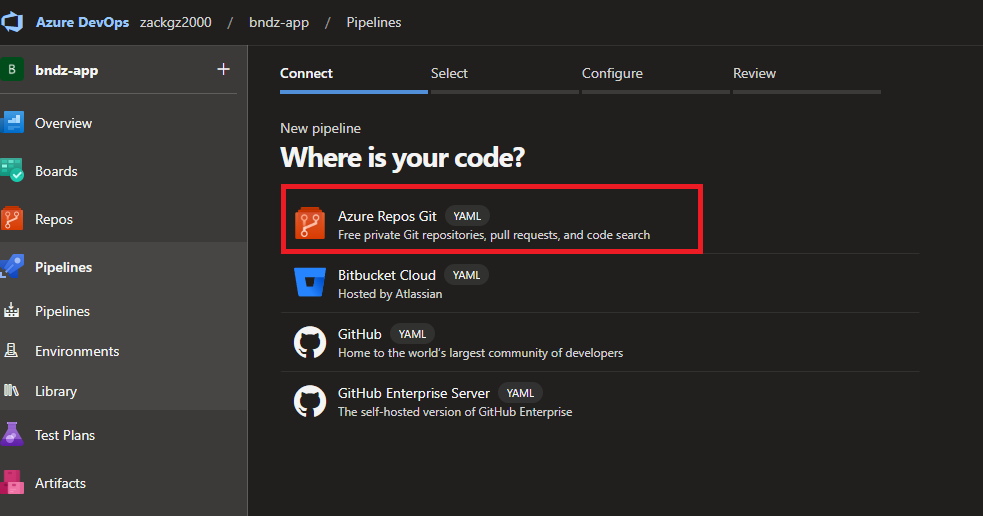 Azure DevOps zackgz2000 / bndz-app / Pipelines
B bndz-app +
Overview
Boards
Repos
Pipelines
Pipelines
Environments
Library
Test Plans
Artifacts
Connect Select Configure Review
New pipeline
Where is your code?
Azure Repos Git YAML
Free private Git repositories, pull requests, and code search
Bitbucket Cloud YAML
Hosted by Atlassian
GitHub YAML
Home to the world's largest community of developers
GitHub Enterprise Server YAML
The self-hosted version of GitHub Enterprise